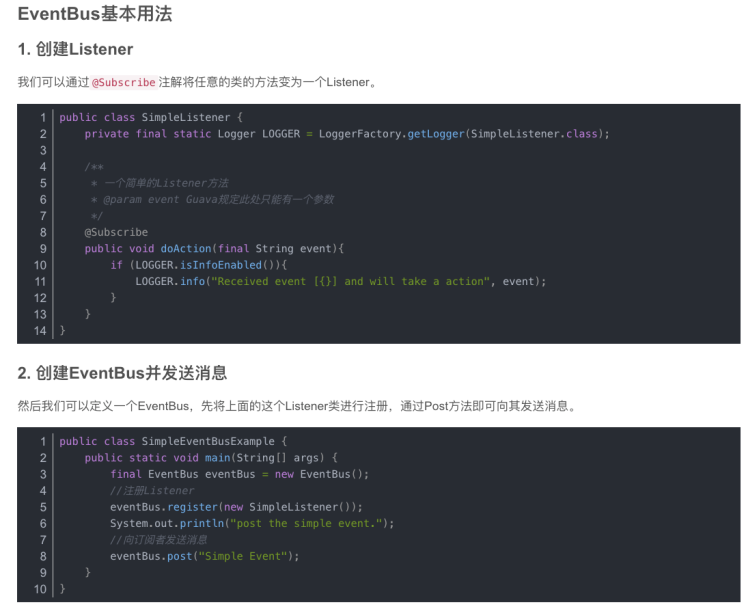 EventBus基本用法
1. 创建Listener
我们可以通过 @Subscribe 注解将任意的类的方法变为一个Listener。
1 public class SimpleListener {
2     private final static Logger LOGGER = LoggerFactory.getLogger(SimpleListener.class);
3
4     /**
5      * 一个简单的Listener方法
6      * @param event Guava规定此处只能有一个参数
7      */
8     @Subscribe
9     public void doAction(final String event){
10         if (LOGGER.isInfoEnabled()){
11             LOGGER.info("Received event [{}] and will take a action", event);
12         }
13     }
14 }
2. 创建EventBus并发送消息
然后我们可以定义一个EventBus，先将上面的这个Listener类进行注册，通过Post方法即可向其发送消息。
1 public class SimpleEventBusExample {
2     public static void main(String[] args) {
3         final EventBus eventBus = new EventBus();
4         //注册Listener
5         eventBus.register(new SimpleListener());
6         System.out.println("post the simple event.");
7         //向订阅者发送消息
8         eventBus.post("Simple Event");
9     }
10 }